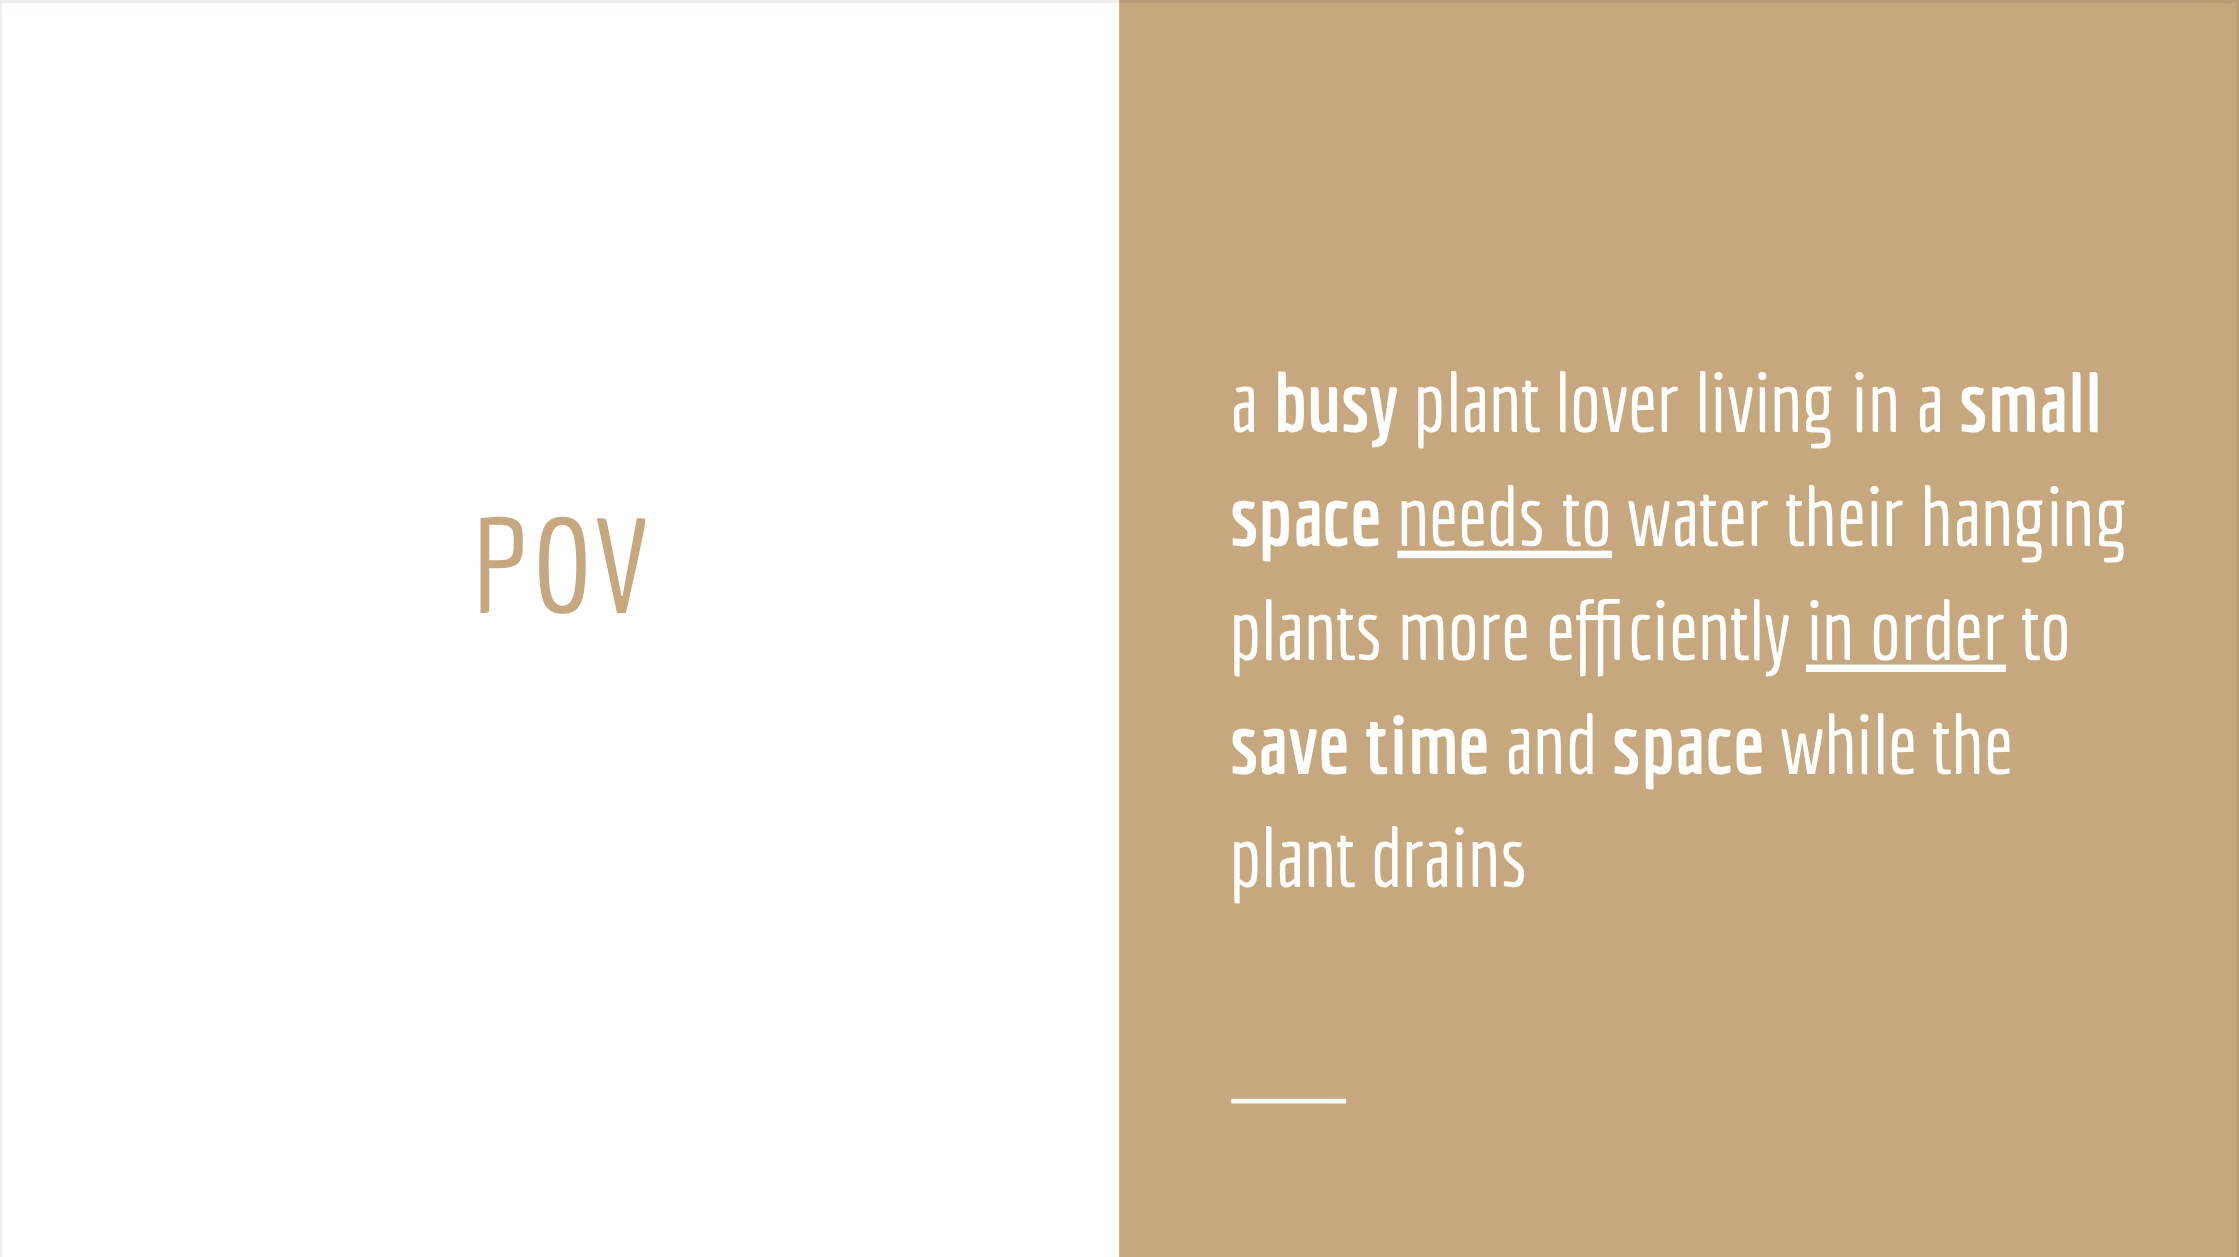 POV
a busy plant lover living in a small
space needs to water their hanging
plants more efficiently in order to
save time and space while the
plant drains